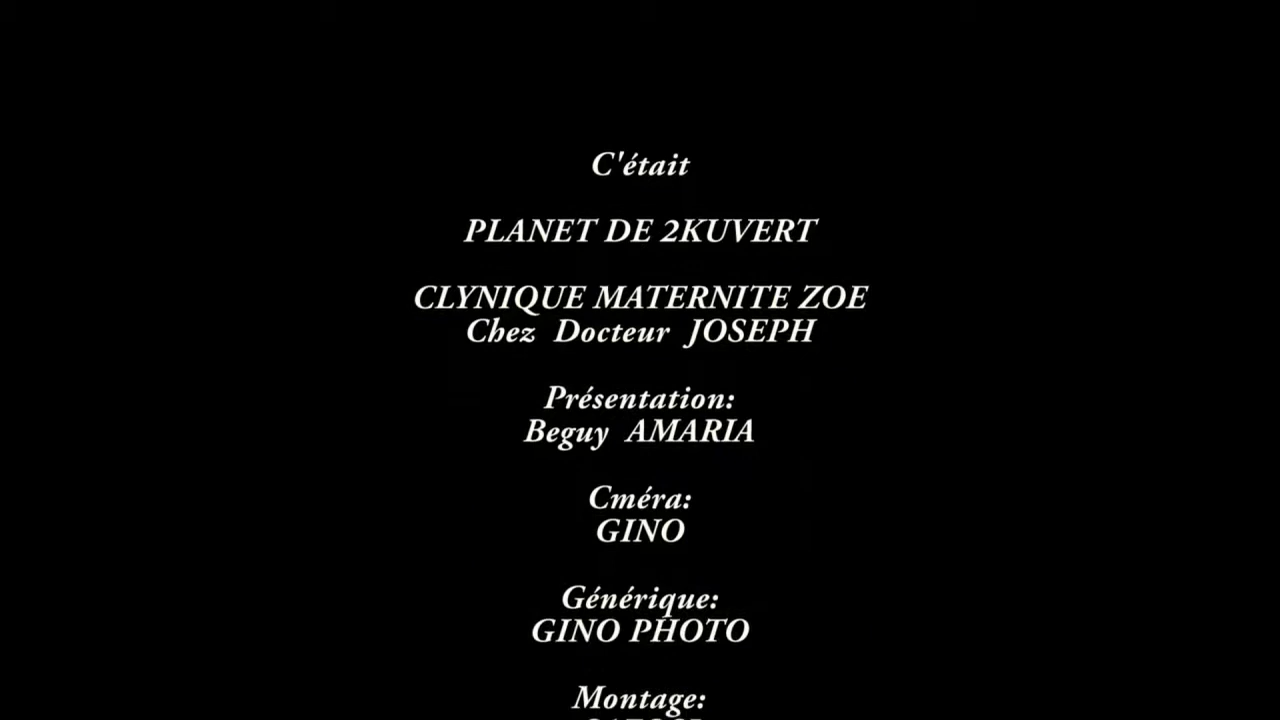 C'était
PLANET DE 2KUVERT
CLYNIQUE MATERNITE ZOE
Chez Docteur JOSEPH
Présentation:
Beguy AMARIA
Cméra:
GINO
Générique:
GINO PHOTO
Montage: